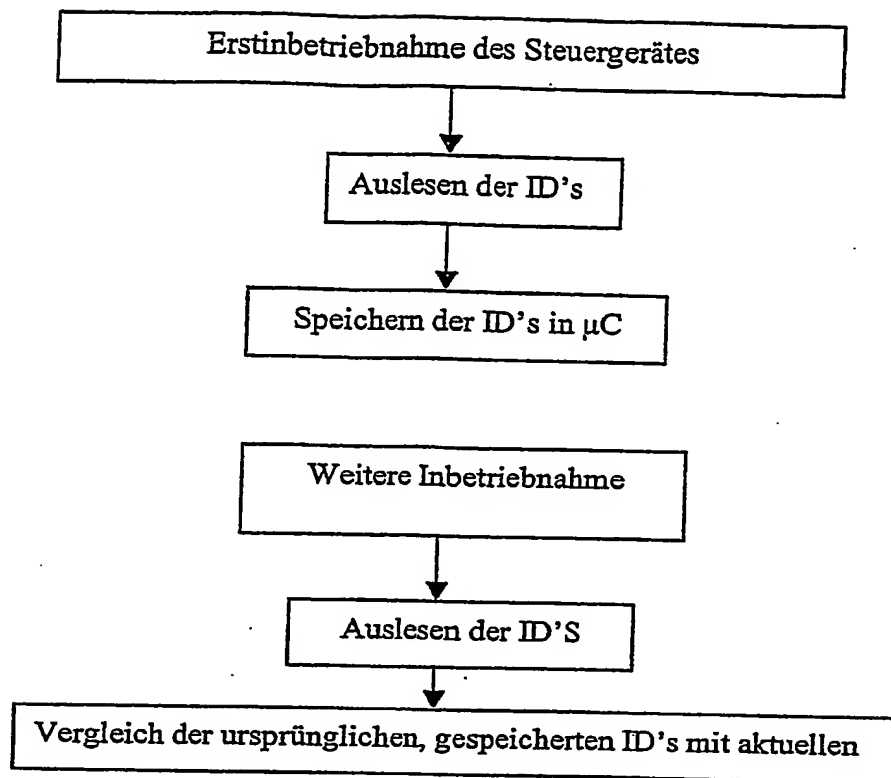 Erstinbetriebnahme des Steuergerätes
Auslesen der ID's
Speichern der ID's in µC
Weitere Inbetriebnahme
Auslesen der ID'S
Vergleich der ursprünglichen, gespeicherten ID's mit aktuellen